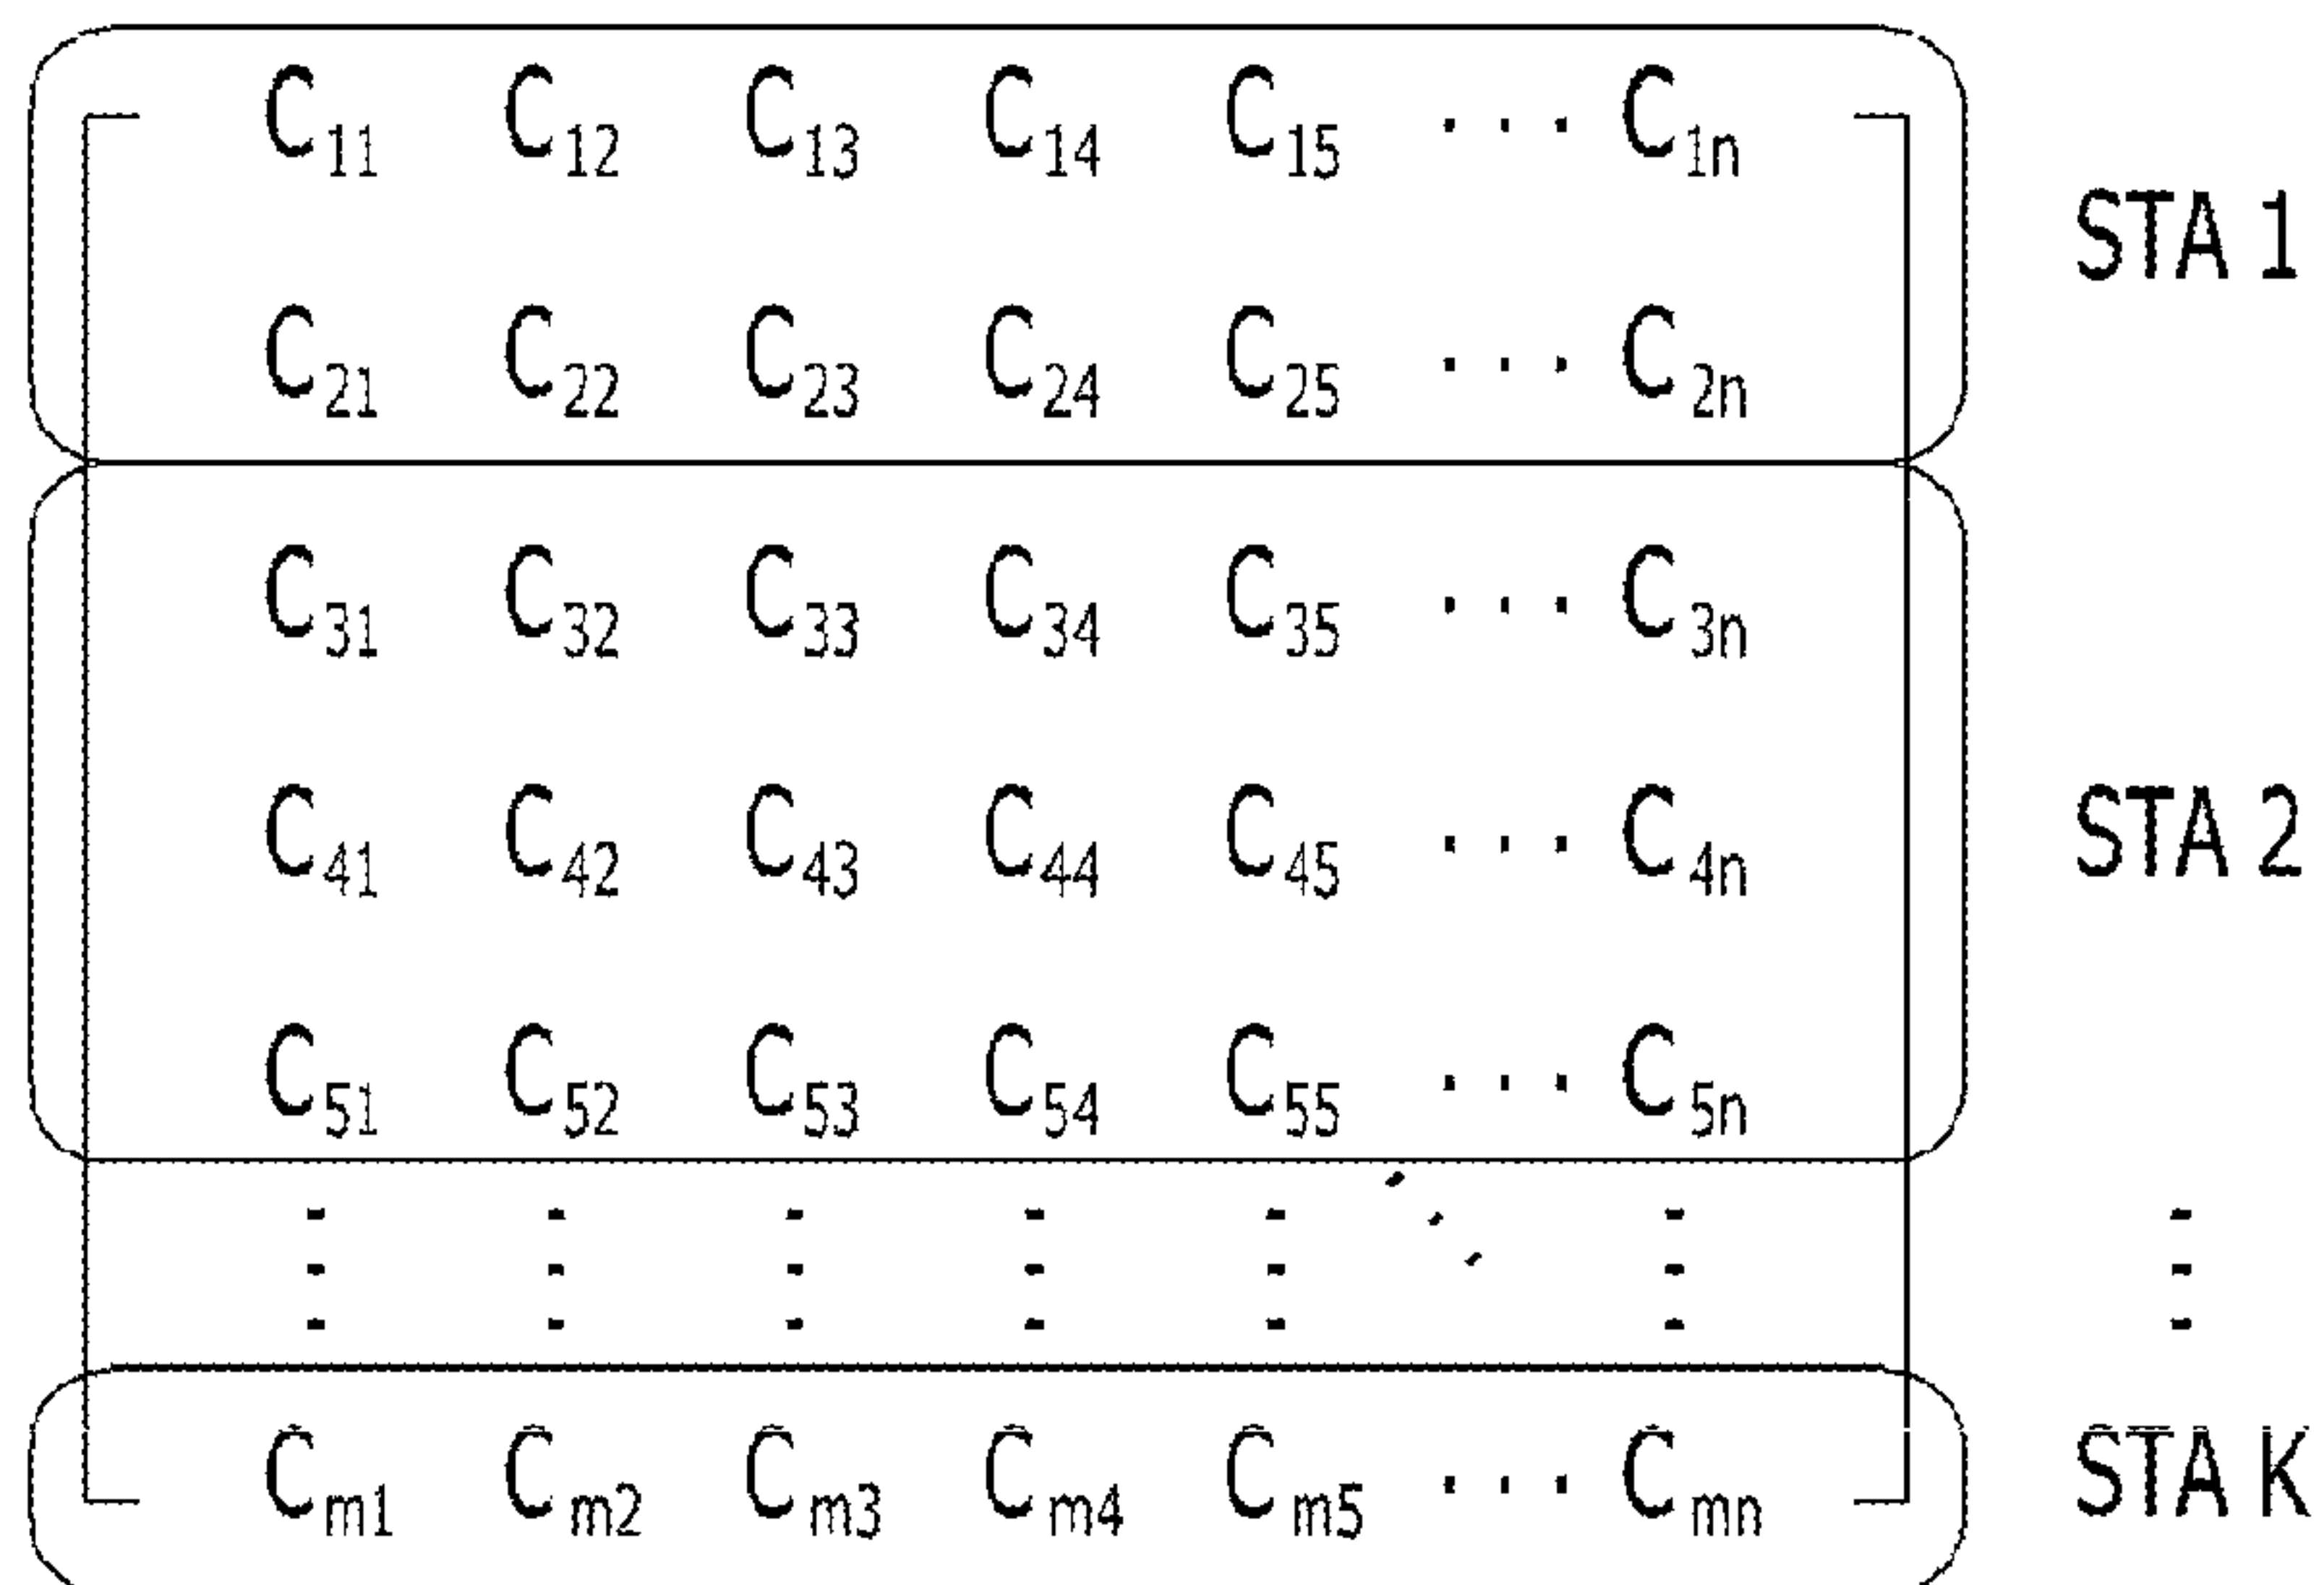 C₁₁ C₁₂ C₁₃ C₁₄ C₁₅ ··· C₁ₙ
STA 1
C₂₁ C₂₂ C₂₃ C₂₄ C₂₅ ··· C₂ₙ
C₃₁ C₃₂ C₃₃ C₃₄ C₃₅ ··· C₃ₙ
C₄₁ C₄₂ C₄₃ C₄₄ C₄₅ ··· C₄ₙ STA 2
C₅₁ C₅₂ C₅₃ C₅₄ C₅₅ ··· C₅ₙ
⋮ ⋮ ⋮ ⋮ ⋮ ⋱ ⋮ ⋮
Cₘ₁ Cₘ₂ Cₘ₃ Cₘ₄ Cₘ₅ ··· Cₘₙ STA K